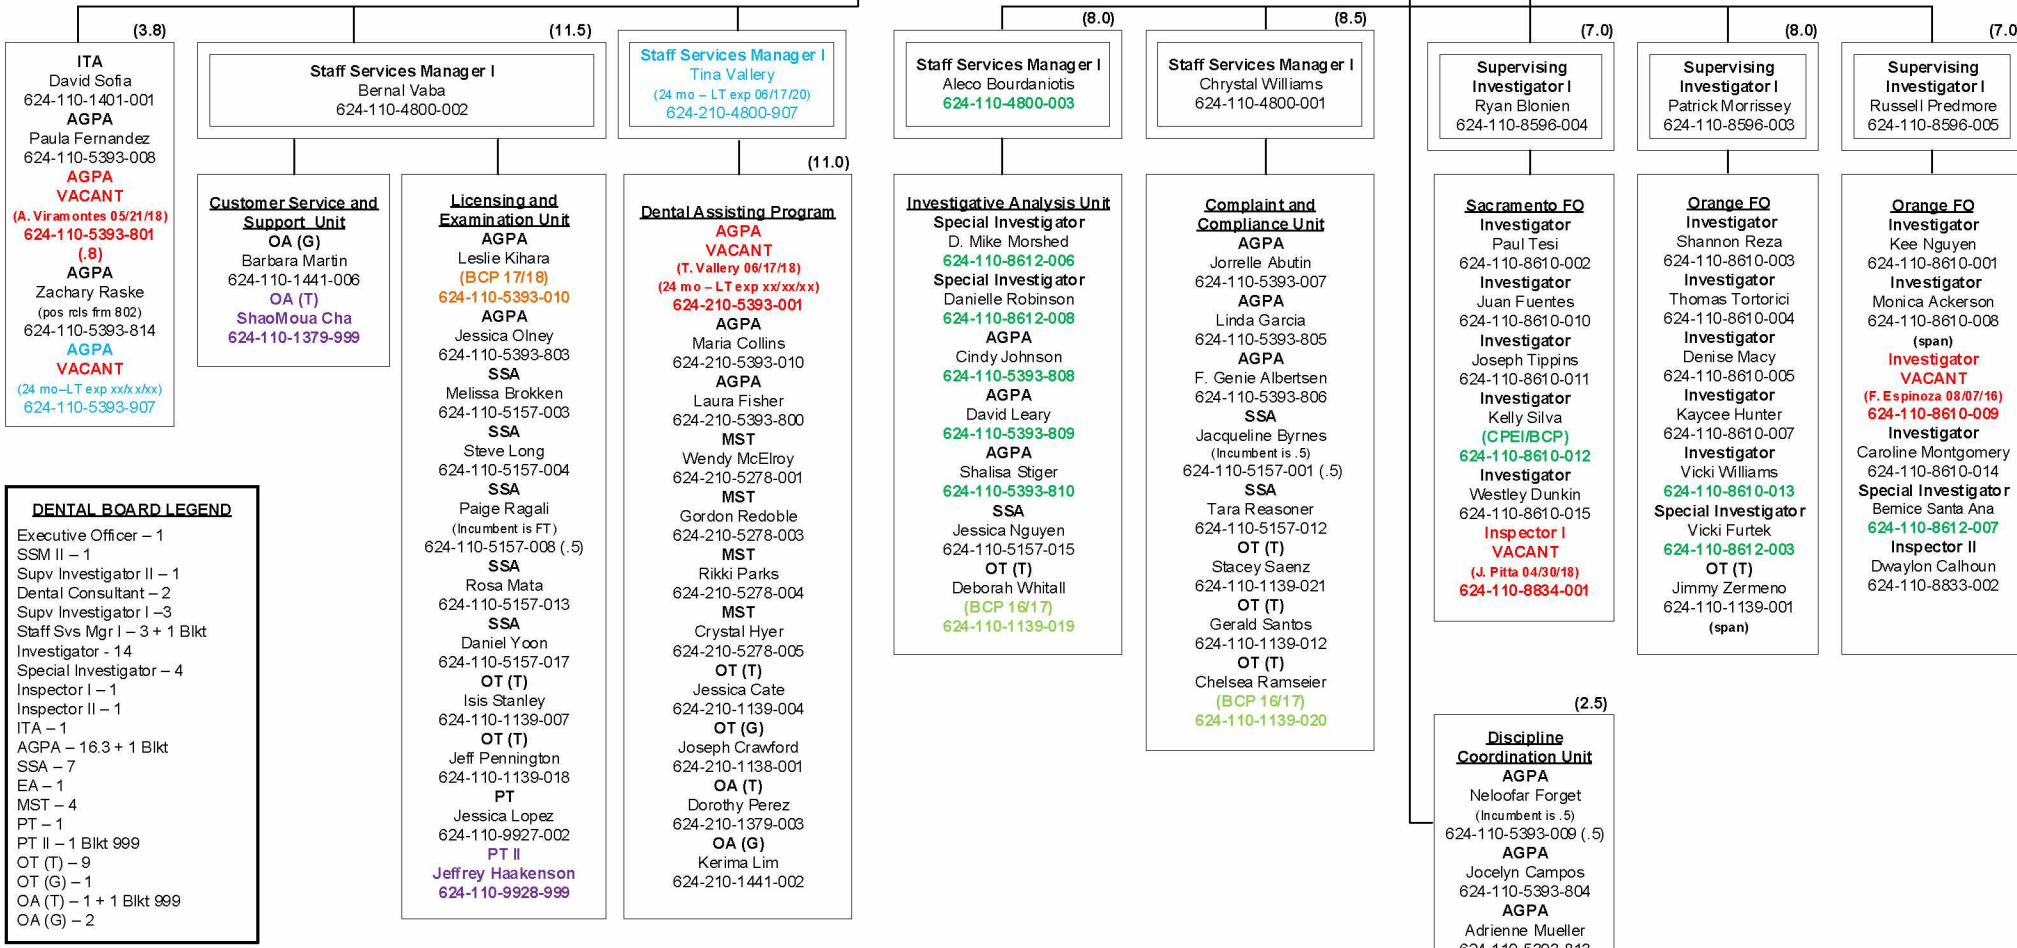 (3.8)
ITA
David Sofia
624-110-1401-001
AGPA
Paula Fernandez
624-110-5393-008
AGPA
VACANT
(A. Viramontes 05/21/18)
624-110-5393-801
(.8)
AGPA
Zachary Raske
(pos rcls frm 802)
624-110-5393-814
AGPA
VACANT
(24 mo–LT exp xx/xx/xx)
624-110-5393-907
(11.5)
Staff Services Manager I
Bernal Vaba
624-110-4800-002
Customer Service and
Support Unit
OA (G)
Barbara Martin
624-110-1441-006
OA (T)
ShaoMoua Cha
624-110-1379-999
Licensing and
Examination Unit
AGPA
Leslie Kihara
(BCP 17/18)
624-110-5393-010
AGPA
Jessica Olney
624-110-5393-803
SSA
Melissa Brokken
624-110-5157-003
SSA
Steve Long
624-110-5157-004
SSA
Paige Ragali
(Incumbent is FT)
624-110-5157-008 (.5)
SSA
Rosa Mata
624-110-5157-013
SSA
Daniel Yoon
624-110-5157-017
OT (T)
Isis Stanley
624-110-1139-007
OT (T)
Jeff Pennington
624-110-1139-018
PT
Jessica Lopez
624-110-9927-002
PT II
Jeffrey Haakenson
624-110-9928-999
Staff Services Manager I
Tina Vallery
(24 mo – LT exp 06/17/20)
624-210-4800-907
(11.0)
Dental Assisting Program
AGPA
VACANT
(T. Vallery 06/17/18)
(24 mo – LT exp xx/xx/xx)
624-210-5393-001
AGPA
Maria Collins
624-210-5393-010
AGPA
Laura Fisher
624-210-5393-800
MST
Wendy McElroy
624-210-5278-001
MST
Gordon Redoble
624-210-5278-003
MST
Rikki Parks
624-210-5278-004
MST
Crystal Hyer
624-210-5278-005
OT (T)
Jessica Cate
624-210-1139-004
OT (G)
Joseph Crawford
624-210-1138-001
OA (T)
Dorothy Perez
624-210-1379-003
OA (G)
Kerima Lim
624-210-1441-002
(8.0)
Staff Services Manager I
Aleco Bourdaniotis
624-110-4800-003
Investigative Analysis Unit
Special Investigator
D. Mike Morshed
624-110-8612-006
Special Investigator
Danielle Robinson
624-110-8612-008
AGPA
Cindy Johnson
624-110-5393-808
AGPA
David Leary
624-110-5393-809
AGPA
Shalisa Stiger
624-110-5393-810
SSA
Jessica Nguyen
624-110-5157-015
OT (T)
Deborah Whitall
(BCP 16/17)
624-110-1139-019
(8.5)
Staff Services Manager I
Chrystal Williams
624-110-4800-001
Complaint and
Compliance Unit
AGPA
Jorrelle Abutin
624-110-5393-007
AGPA
Linda Garcia
624-110-5393-805
AGPA
F. Genie Albertsen
624-110-5393-806
SSA
Jacqueline Byrnes
(Incumbent is .5)
624-110-5157-001 (.5)
SSA
Tara Reasoner
624-110-5157-012
OT (T)
Stacey Saenz
624-110-1139-021
OT (T)
Gerald Santos
624-110-1139-012
OT (T)
Chelsea Ramseier
(BCP 16/17)
624-110-1139-020
(7.0)
Supervising
Investigator I
Ryan Blonien
624-110-8596-004
Sacramento FO
Investigator
Paul Tesi
624-110-8610-002
Investigator
Juan Fuentes
624-110-8610-010
Investigator
Joseph Tippins
624-110-8610-011
Investigator
Kelly Silva
(CPEI/BCP)
624-110-8610-012
Investigator
Westley Dunkin
624-110-8610-015
Inspector I
VACANT
(J. Pitta 04/30/18)
624-110-8834-001
(8.0)
Supervising
Investigator I
Patrick Morrissey
624-110-8596-003
Orange FO
Investigator
Shannon Reza
624-110-8610-003
Investigator
Thomas Tortorici
624-110-8610-004
Investigator
Denise Macy
624-110-8610-005
Investigator
Kaycee Hunter
624-110-8610-007
Investigator
Vicki Williams
624-110-8610-013
Special Investigator
Vicki Furtek
624-110-8612-003
OT (T)
Jimmy Zermeno
624-110-1139-001
(span)
(7.0
Supervising
Investigator I
Russell Predmore
624-110-8596-005
Orange FO
Investigator
Kee Nguyen
624-110-8610-001
Investigator
Monica Ackerson
624-110-8610-008
(span)
Investigator
VACANT
(F. Espinoza 08/07/16)
624-110-8610-009
Investigator
Caroline Montgomery
624-110-8610-014
Special Investigator
Bernice Santa Ana
624-110-8612-007
Inspector II
Dwaylon Calhoun
624-110-8833-002
(2.5)
Discipline
Coordination Unit
AGPA
Neloofar Forget
(Incumbent is .5)
624-110-5393-009 (.5)
AGPA
Jocelyn Campos
624-110-5393-804
AGPA
Adrienne Mueller
DENTAL BOARD LEGEND
Executive Officer – 1
SSM II – 1
Supv Investigator II – 1
Dental Consultant – 2
Supv Investigator I –3
Staff Svs Mgr I – 3 + 1 Blkt
Investigator - 14
Special Investigator – 4
Inspector I – 1
Inspector II – 1
ITA – 1
AGPA – 16.3 + 1 Blkt
SSA – 7
EA – 1
MST – 4
PT – 1
PT II – 1 Blkt 999
OT (T) – 9
OT (G) – 1
OA (T) – 1 + 1 Blkt 999
OA (G) – 2